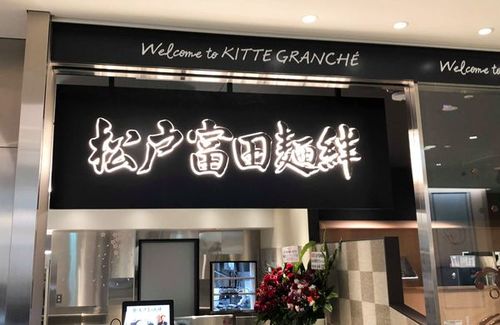 Welcome to KITTE GRANCHÉ
Welcome to
松戸富田麺絆